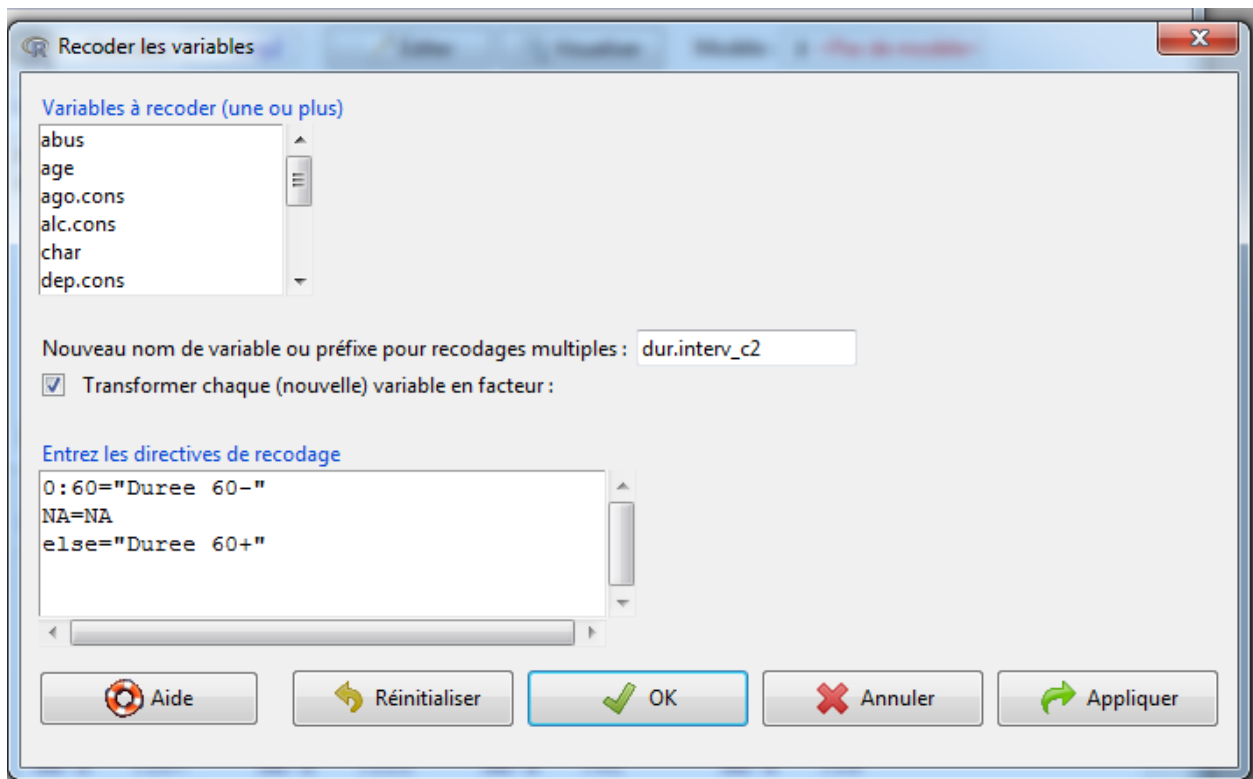 Recoder les variables
Variables à recoder (une ou plus)
abus
age
ago.cons
alc.cons
char
dep.cons
Nouveau nom de variable ou préfixe pour recodages multiples : dur.interv_c2
Transformer chaque (nouvelle) variable en facteur :
Entrez les directives de recodage
0:60="Duree 60-"
NA=NA
else="Duree 60+"
Aide Réinitialiser OK Annuler Appliquer